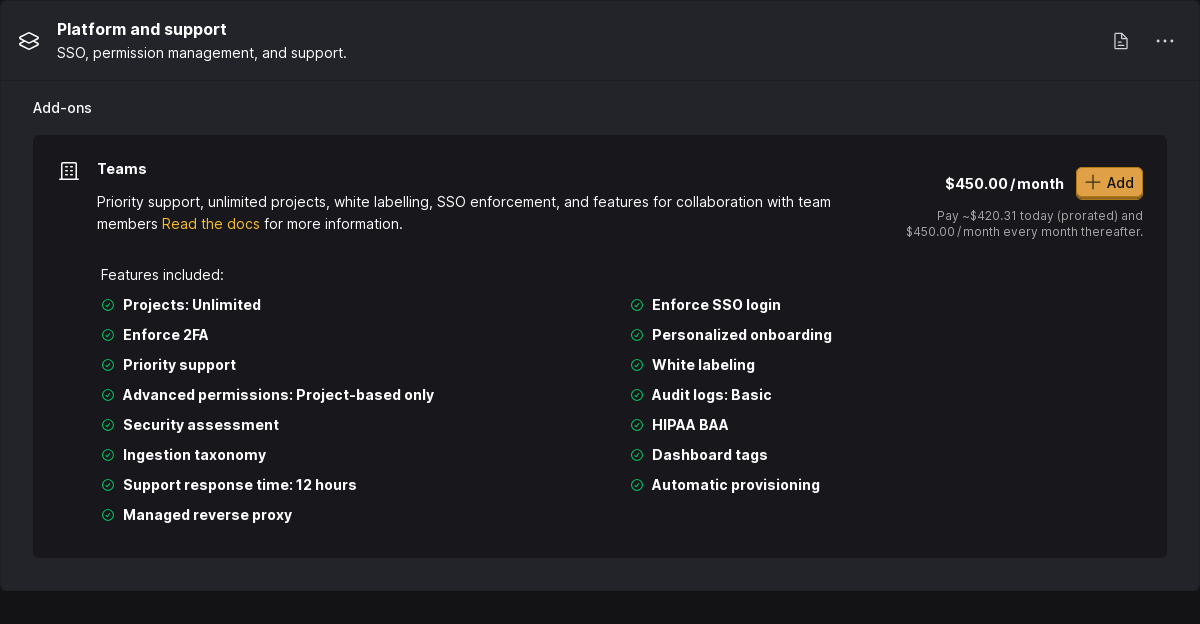 Platform and support
SSO, permission management, and support.
Add-ons
Teams
Priority support, unlimited projects, white labelling, SSO enforcement, and features for collaboration with team
members Read the docs for more information.
$450.00/month
Add
Pay ~$420.31 today (prorated) and
$450.00/month every month thereafter.
Features included:
Projects: Unlimited
Enforce 2FA
Priority support
Advanced permissions: Project-based only
Security assessment
Ingestion taxonomy
Support response time: 12 hours
Managed reverse proxy
Enforce SSO login
Personalized onboarding
White labeling
Audit logs: Basic
HIPAA BAA
Dashboard tags
Automatic provisioning